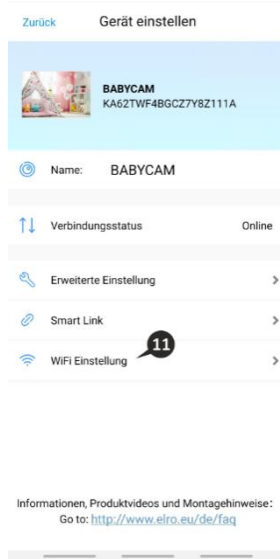 Zurück Gerät einstellen
BABYCAM
KA62TWF4BGCZ7Y8Z111A
Name: BABYCAM
Verbindungsstatus Online
Erweiterte Einstellung
Smart Link
WiFi Einstellung
11
Informationen, Produktvideos und Montagehinweise:
Go to: http://www.elro.eu/de/faq